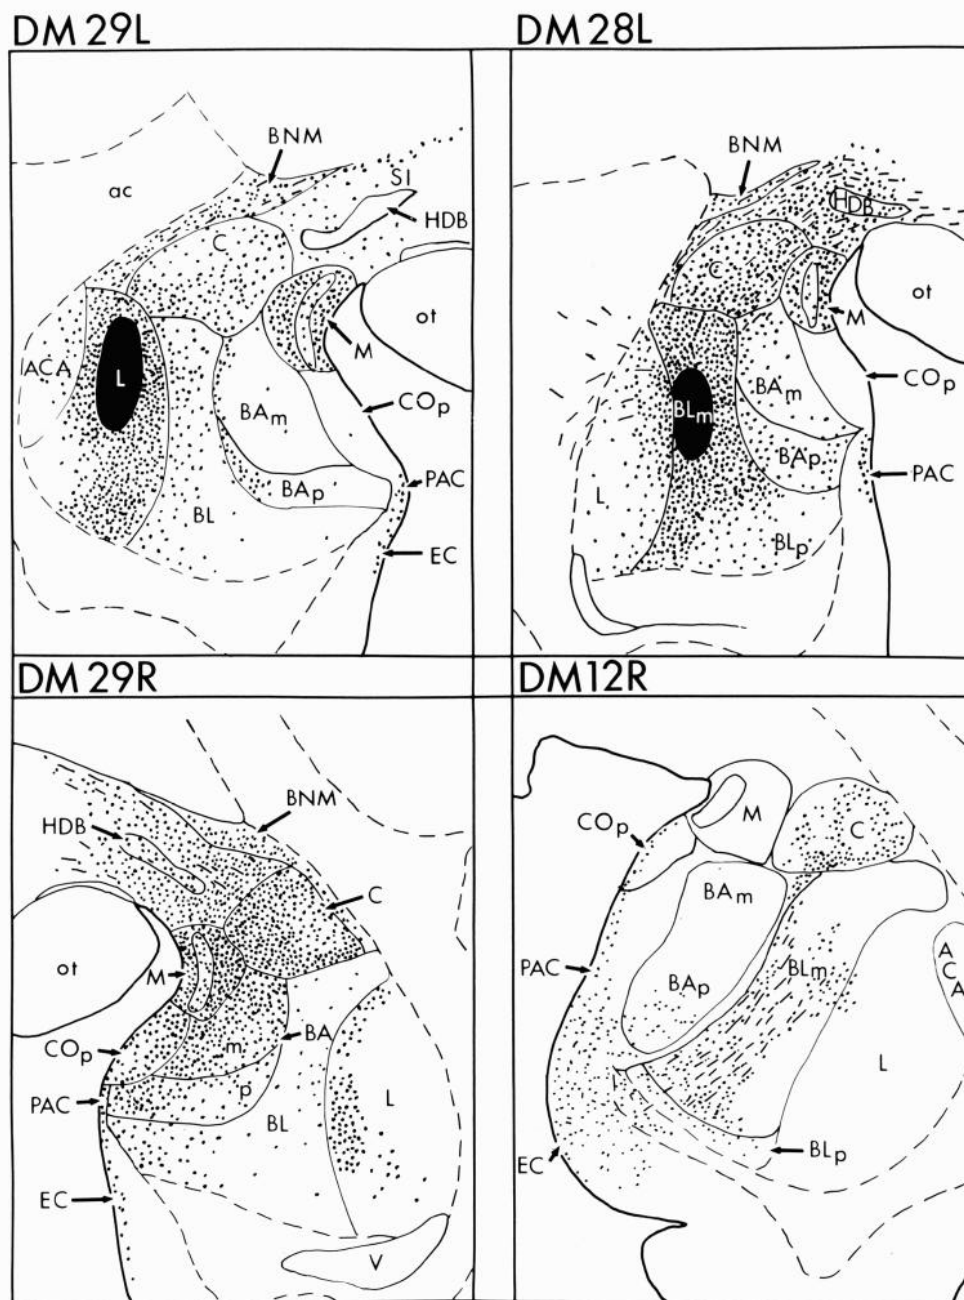 DM 29L
BNM
ac
SI
HDB
C
ot
M
ACA
L
BAm
COp
BAp
PAC
BL
EC
DM 28L
BNM
HDB
C
ot
M
COp
BLm
BAm
BAp
PAC
L
BLp
DM 29R
BNM
HDB
C
ot
M
BA
COp
m
p
PAC
BL
L
EC
V
DM12R
M
COp
C
BAm
ACA
PAC
BLm
BAp
L
EC
BLp